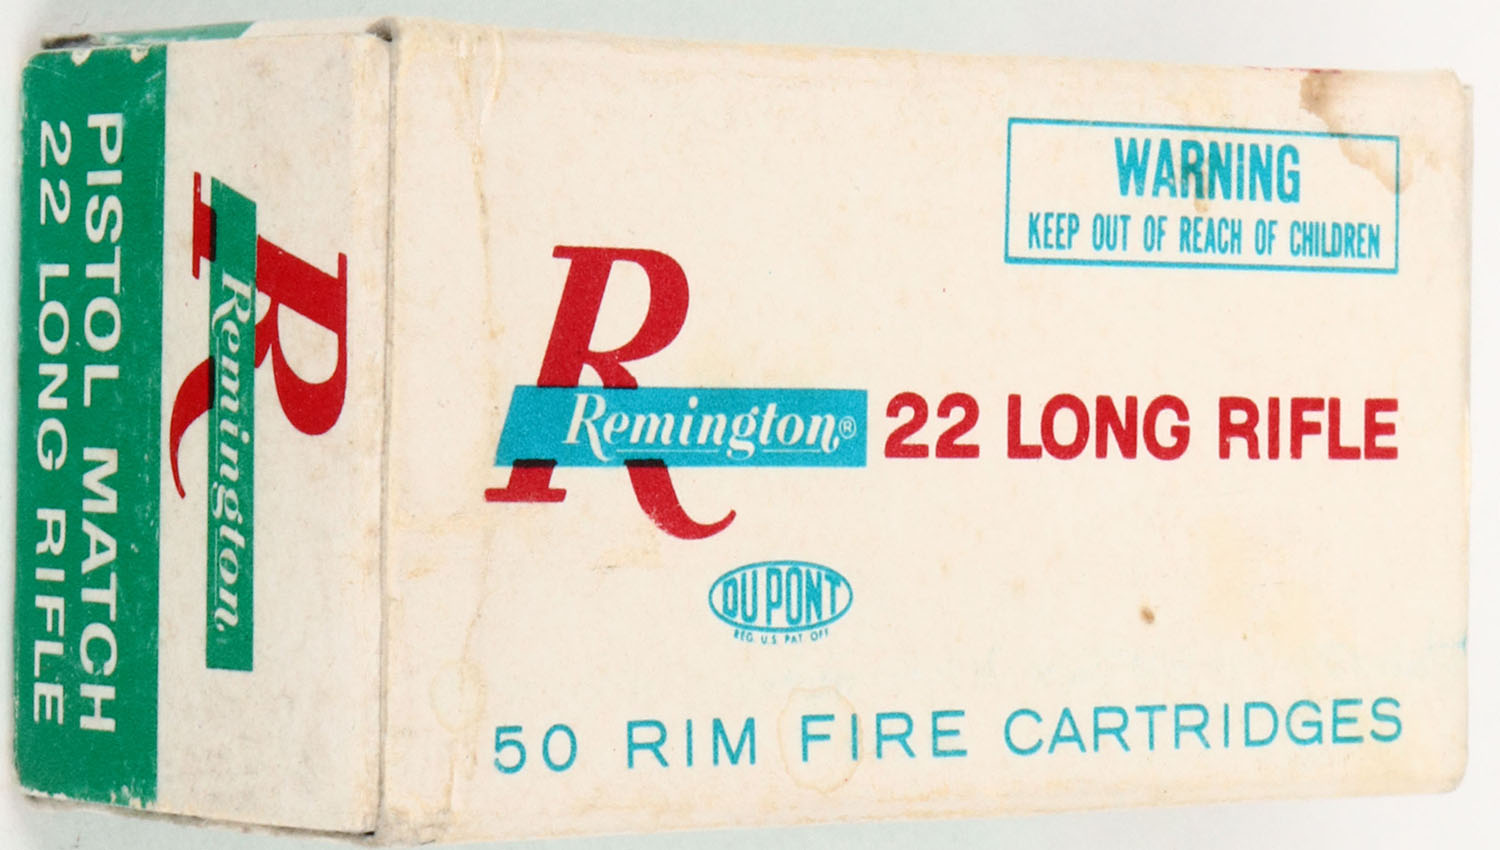 PISTOL MATCH
22 LONG RIFLE
R
Remington.
WARNING
KEEP OUT OF REACH OF CHILDREN
R
Remington®
22 LONG RIFLE
DU PONT
REG. U.S. PAT. OFF.
50 RIM FIRE CARTRIDGES